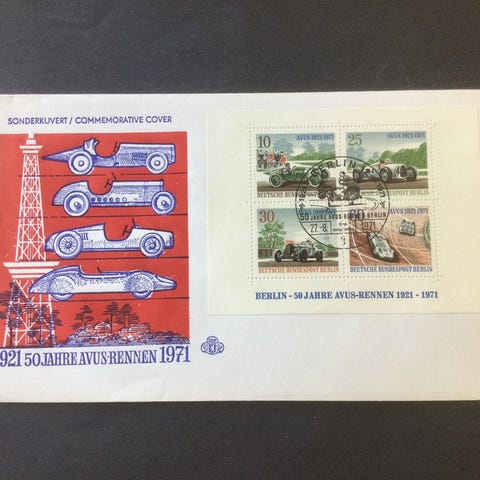 SONDERKUVERT / COMMEMORATIVE COVER
1921 50 JAHRE AVUS-RENNEN 1971
10 AVUS 1921-1971
DEUTSCHE BUNDESPOST BERLIN
25 AVUS 1921-1971
DEUTSCHE BUNDESPOST BERLIN
30 AVUS 1921-1971
DEUTSCHE BUNDESPOST BERLIN
60 AVUS 1921-1971
DEUTSCHE BUNDESPOST BERLIN
BERLIN
50 JAHRE AVUS-RENNEN BERLIN
27.-8. 1971
BERLIN - 50 JAHRE AVUS-RENNEN 1921 - 1971